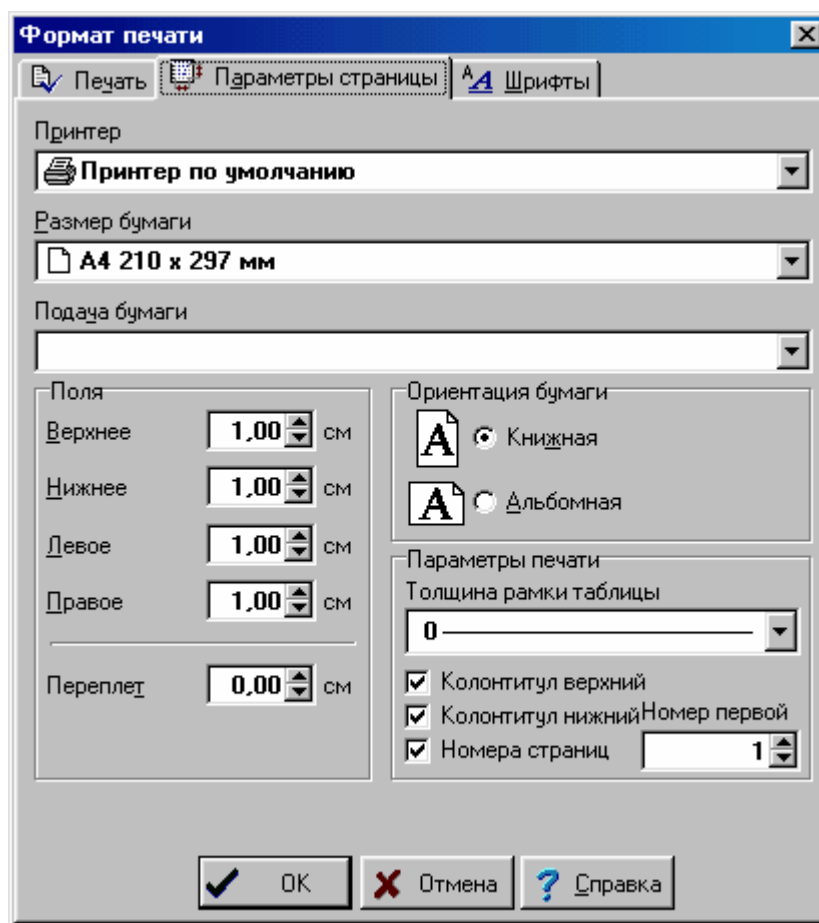 Формат печати
Печать Параметры страницы Шрифты
Принтер
Принтер по умолчанию
Размер бумаги
A4 210 x 297 мм
Подача бумаги
Поля
Верхнее 1,00 см
Нижнее 1,00 см
Левое 1,00 см
Правое 1,00 см
Переплет 0,00 см
Ориентация бумаги
A Книжная
A Альбомная
Параметры печати
Толщина рамки таблицы
0
Колонтитул верхний
Колонтитул нижний Номер первой
Номера страниц 1
OK Отмена ? Справка